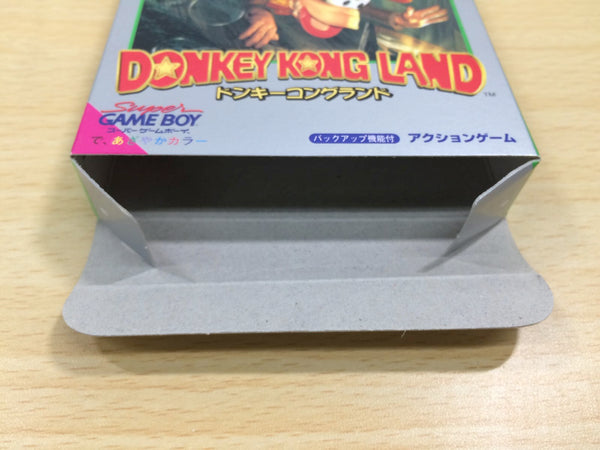 DONKEY KONG LAND
ドンキーコングランド
TM
Super
GAME BOY
スーパーゲームボーイ
で、あざやかカラー
バックアップ機能付
アクションゲーム